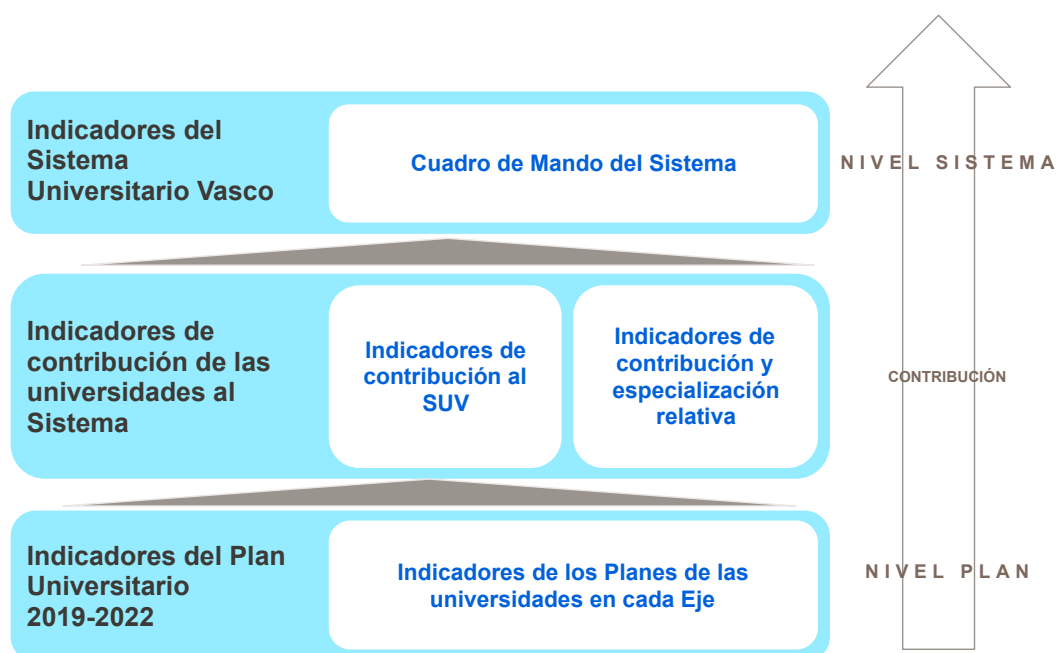 Indicadores del
Sistema
Universitario Vasco
Cuadro de Mando del Sistema
NIVEL SISTEMA
Indicadores de
contribución de las
universidades al
Sistema
Indicadores de
contribución al
SUV
Indicadores de
contribución y
especialización
relativa
CONTRIBUCIÓN
Indicadores del Plan
Universitario
2019-2022
Indicadores de los Planes de las
universidades en cada Eje
NIVEL PLAN